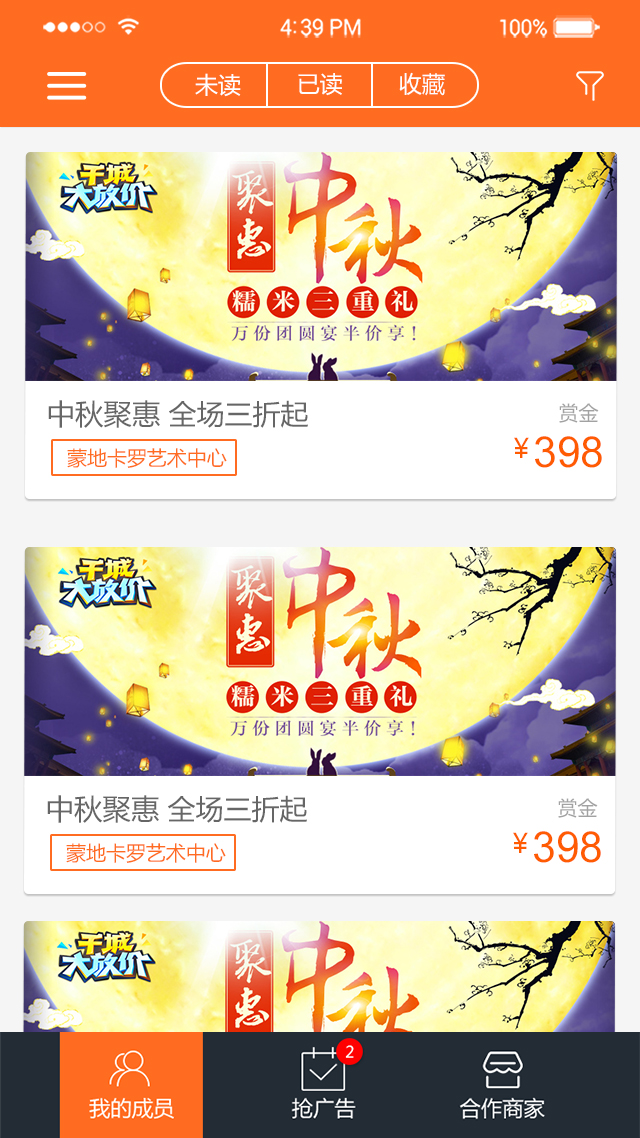 4:39 PM 100%
未读 已读 收藏
千城
大放价
聚惠
中秋
糯米三重礼
万份团圆宴半价享!
中秋聚惠 全场三折起
赏金
蒙地卡罗艺术中心
¥398
千城
大放价
聚惠
中秋
糯米三重礼
万份团圆宴半价享!
中秋聚惠 全场三折起
赏金
蒙地卡罗艺术中心
¥398
千城
大放价
聚惠
中秋
2
我的成员 抢广告 合作商家